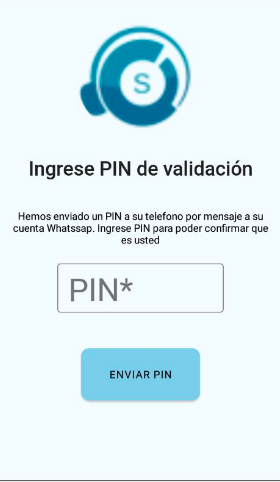 S
Ingrese PIN de validación
Hemos enviado un PIN a su telefono por mensaje a su
cuenta Whatssap. Ingrese PIN para poder confirmar que
es usted
PIN*
ENVIAR PIN